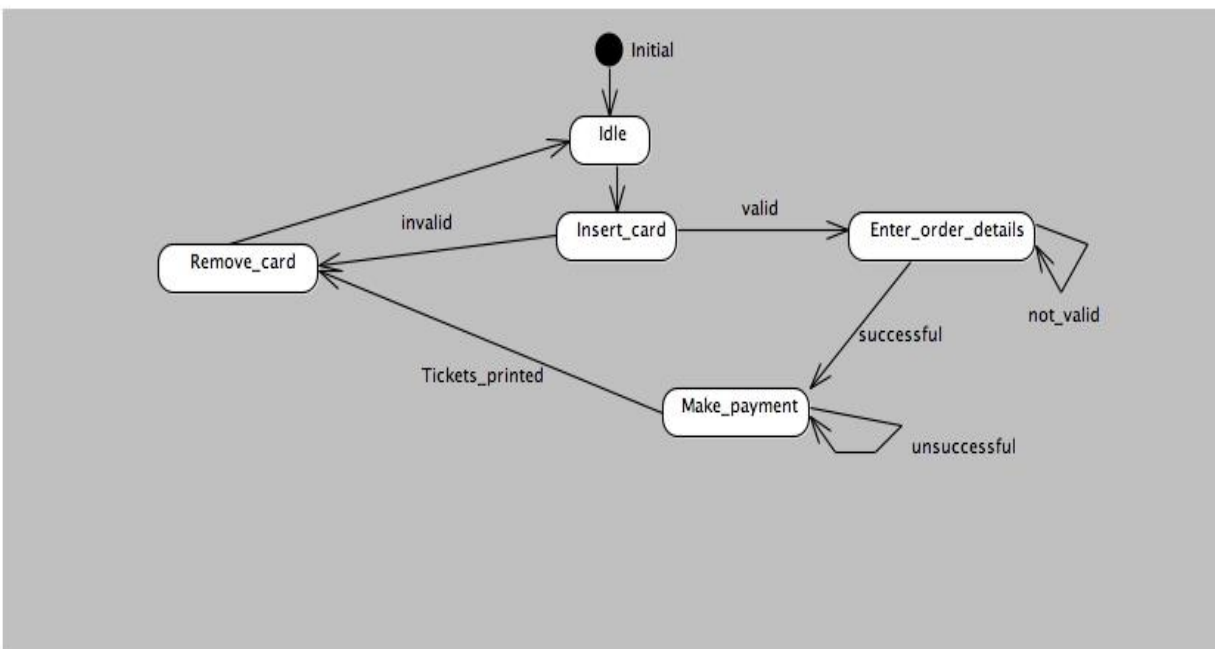 Initial
Idle
invalid
Insert_card
valid
Enter_order_details
Remove_card
not_valid
successful
Tickets_printed
Make_payment
unsuccessful